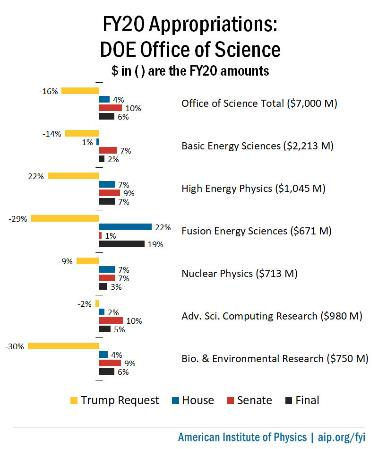 FY20 Appropriations:
DOE Office of Science
$ in ( ) are the FY20 amounts
16%
4%
10%
6%
Office of Science Total ($7,000 M)
-14%
1%
7%
2%
Basic Energy Sciences ($2,213 M)
22%
7%
9%
7%
High Energy Physics ($1,045 M)
-29%
22%
1%
19%
Fusion Energy Sciences ($671 M)
-9%
7%
7%
3%
Nuclear Physics ($713 M)
-2%
2%
10%
5%
Adv. Sci. Computing Research ($980 M)
-30%
4%
9%
6%
Bio. & Environmental Research ($750 M)
Trump Request House Senate Final
American Institute of Physics | aip.org/fyi